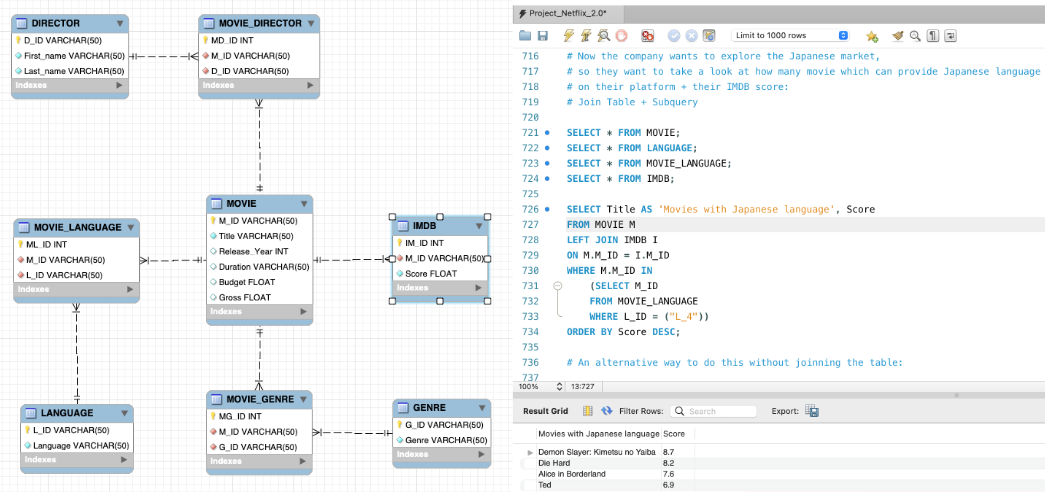 DIRECTOR
D_ID VARCHAR(50)
First_name VARCHAR(50)
Last_name VARCHAR(50)
Indexes
MOVIE_DIRECTOR
MD_ID INT
M_ID VARCHAR(50)
D_ID VARCHAR(50)
Indexes
MOVIE_LANGUAGE
ML_ID INT
M_ID VARCHAR(50)
L_ID VARCHAR(50)
Indexes
MOVIE
M_ID VARCHAR(50)
Title VARCHAR(50)
Release_Year INT
Duration VARCHAR(50)
Budget FLOAT
Gross FLOAT
Indexes
IMDB
IM_ID INT
M_ID VARCHAR(50)
Score FLOAT
Indexes
LANGUAGE
L_ID VARCHAR(50)
Language VARCHAR(50)
Indexes
MOVIE_GENRE
MG_ID INT
M_ID VARCHAR(50)
G_ID VARCHAR(50)
Indexes
GENRE
G_ID VARCHAR(50)
Genre VARCHAR(50)
Indexes
Project_Netflix_2.0*
Limit to 1000 rows
716 # Now the company wants to explore the Japanese market,
717 # so they want to take a look at how many movie which can provide Japanese language
718 # on their platform + their IMDB score:
719 # Join Table + Subquery
720
721 SELECT * FROM MOVIE;
722 SELECT * FROM LANGUAGE;
723 SELECT * FROM MOVIE_LANGUAGE;
724 SELECT * FROM IMDB;
725
726 SELECT Title AS 'Movies with Japanese language', Score
727 FROM MOVIE M
728 LEFT JOIN IMDB I
729 ON M.M_ID = I.M_ID
730 WHERE M.M_ID IN
731 (SELECT M_ID
732 FROM MOVIE_LANGUAGE
733 WHERE L_ID = ("L_4"))
734 ORDER BY Score DESC;
735
736 # An alternative way to do this without joinning the table:
737
100% 13:727
Result Grid Filter Rows: Search Export:
Movies with Japanese language Score
Demon Slayer: Kimetsu no Yaiba 8.7
Die Hard 8.2
Alice in Borderland 7.6
Ted 6.9